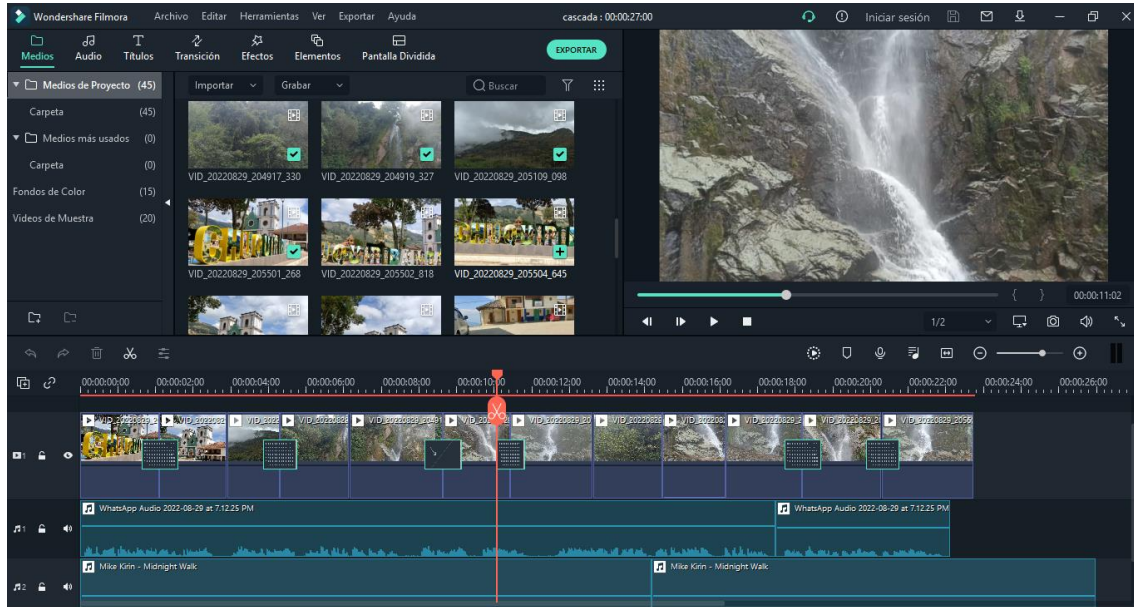 Wondershare Filmora Archivo Editar Herramientas Ver Exportar Ayuda cascada : 00:00:27:00 Iniciar sesión
Medios Audio Títulos Transición Efectos Elementos Pantalla Dividida EXPORTAR
Medios de Proyecto (45) Importar Grabar Buscar
Carpeta (45)
Medios más usados (0)
Carpeta (0)
Fondos de Color (15)
Videos de Muestra (20)
VID_20220829_204917_330 VID_20220829_204919_327 VID_20220829_205109_098
VID_20220829_205501_268 VID_20220829_205502_818 VID_20220829_205504_645
{ } 00:00:11:02
1/2
00:00:00:00 00:00:02:00 00:00:04:00 00:00:06:00 00:00:08:00 00:00:10:00 00:00:12:00 00:00:14:00 00:00:16:00 00:00:18:00 00:00:20:00 00:00:22:00 00:00:24:00 00:00:26:00
1
1 WhatsApp Audio 2022-08-29 at 7.12.25 PM WhatsApp Audio 2022-08-29 at 7.12.25 PM
2 Mike Kirin - Midnight Walk Mike Kirin - Midnight Walk